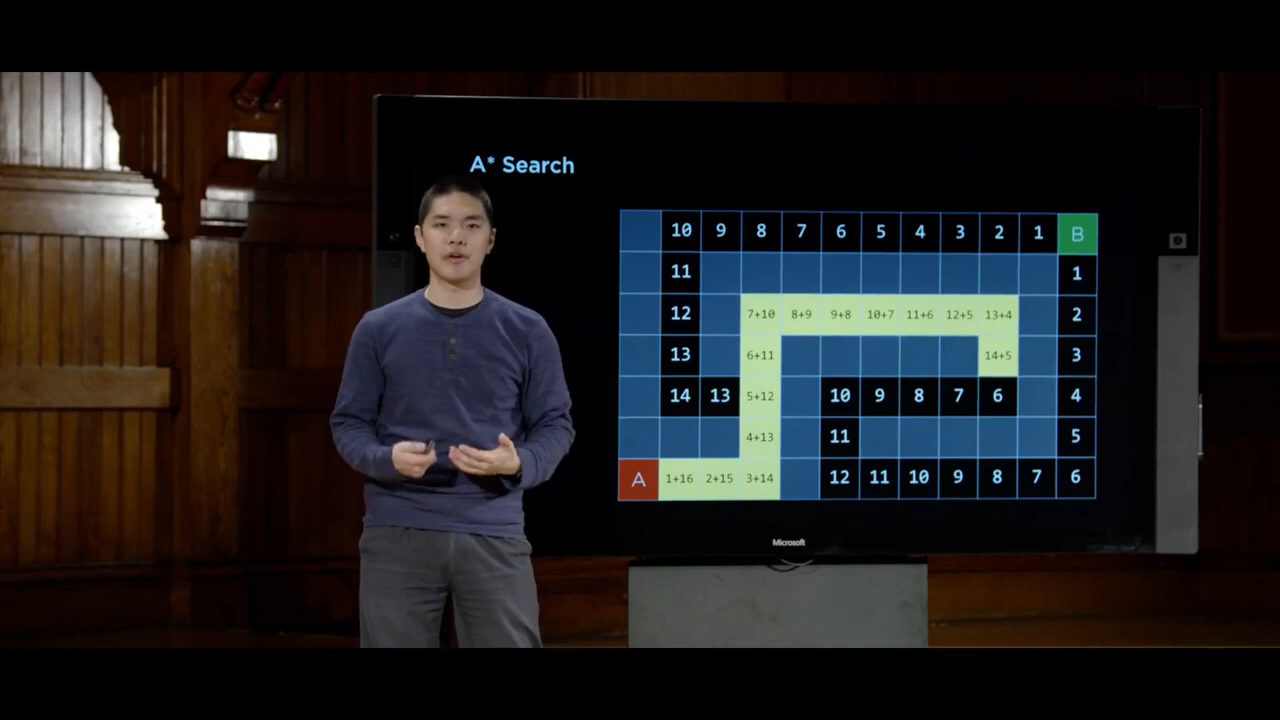 A* Search
10 9 8 7 6 5 4 3 2 1 B
11 1
12 7+10 8+9 9+8 10+7 11+6 12+5 13+4 2
13 6+11 14+5 3
14 13 5+12 10 9 8 7 6 4
4+13 11 5
A 1+16 2+15 3+14 12 11 10 9 8 7 6
Microsoft